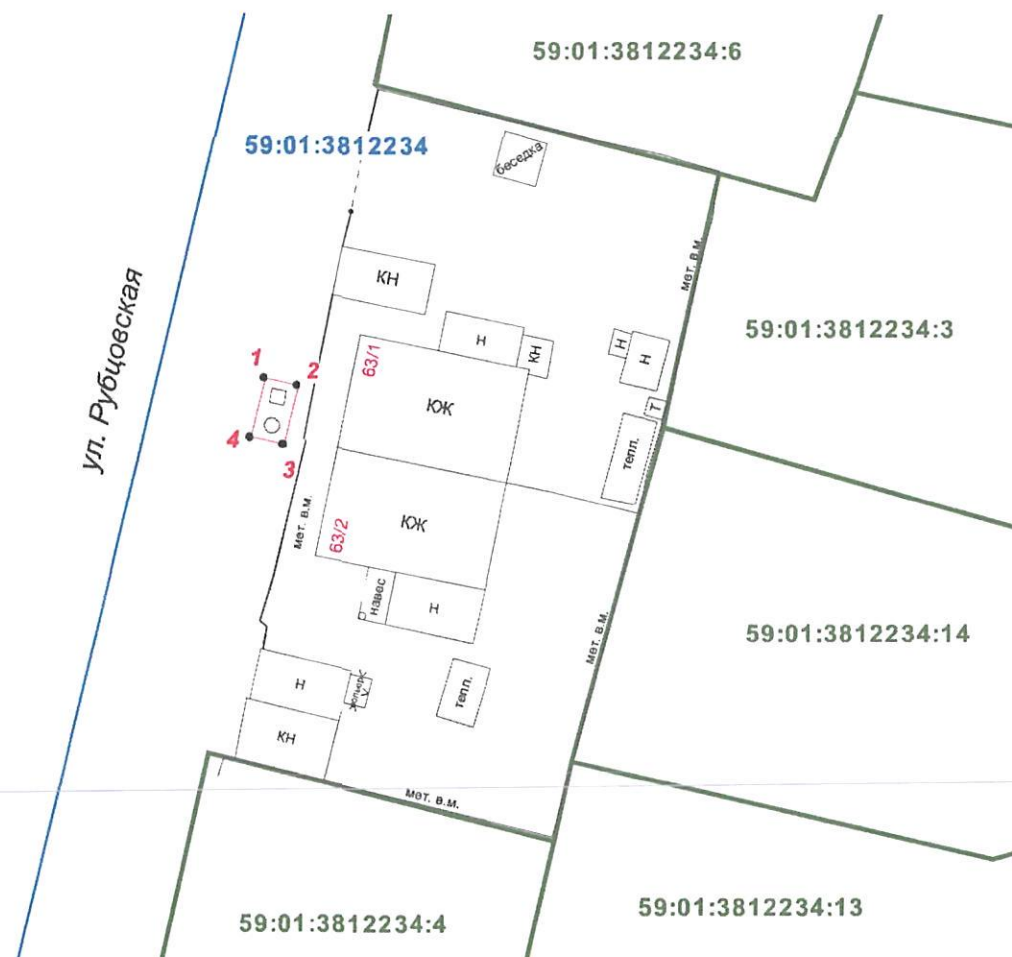 59:01:3812234:6
59:01:3812234
беседка
мет. в.м.
КН
ул. Рубцовская
59:01:3812234:3
Н
КН
Н
Н
63/1
1
2
КЖ
Т
4
3
тепл.
мет. в.м.
КЖ
63/2
навес
Н
мет. в.м.
59:01:3812234:14
Н
тепл.
КН
мет. в.м.
59:01:3812234:4
59:01:3812234:13